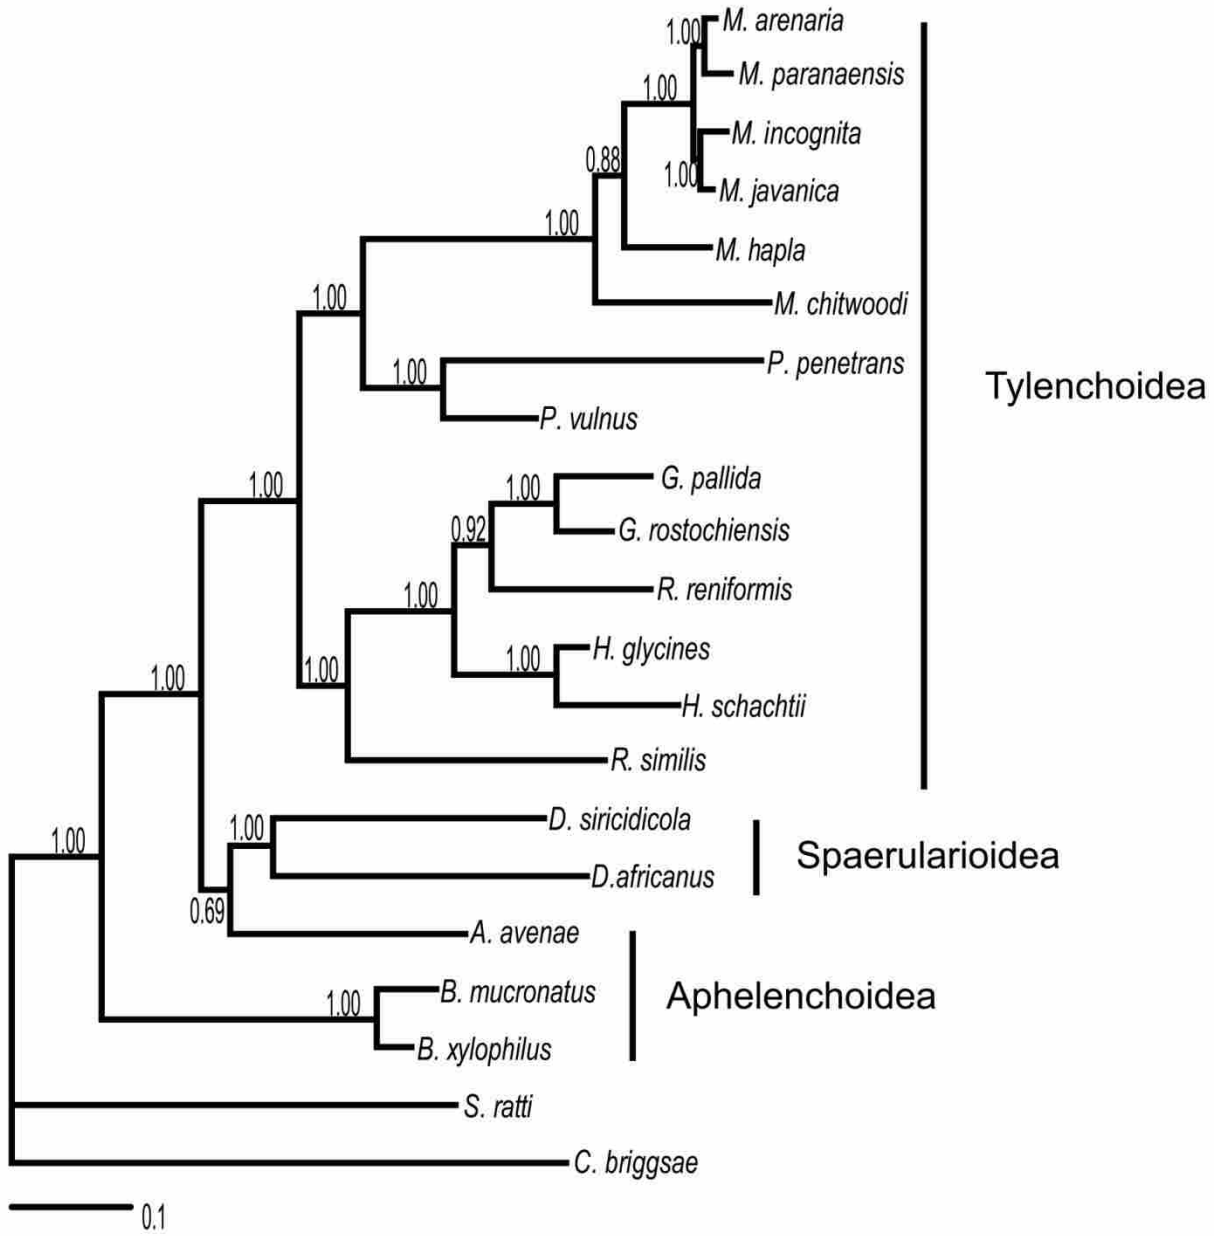 1.00
M. arenaria
M. paranaensis
1.00
M. incognita
0.88
1.00
M. javanica
1.00
M. hapla
1.00
M. chitwoodi
P. penetrans
1.00
Tylenchoidea
P. vulnus
1.00
1.00
G. pallida
0.92
G. rostochiensis
1.00
R. reniformis
1.00
H. glycines
1.00
1.00
H. schachtii
R. similis
1.00
1.00
D. siricidicola
Spaerularioidea
D.africanus
0.69
A. avenae
1.00
B. mucronatus
Aphelenchoidea
B. xylophilus
S. ratti
C. briggsae
0.1